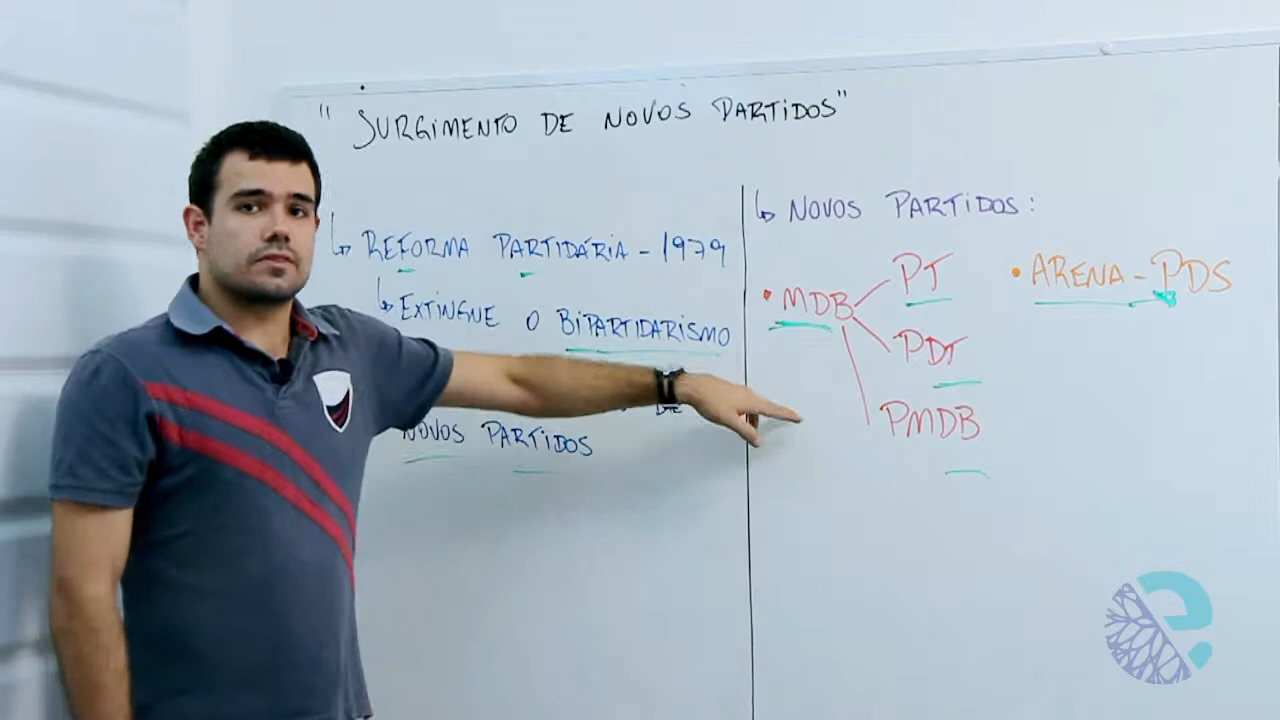 " SURGIMENTO DE NOVOS PARTIDOS"
↳ REFORMA PARTIDÁRIA - 1979
↳ EXTINGUE O BIPARTIDARISMO
DE
NOVOS PARTIDOS
↳ NOVOS PARTIDOS:
• MDB
PT
PDT
PMDB
• ARENA - PDS